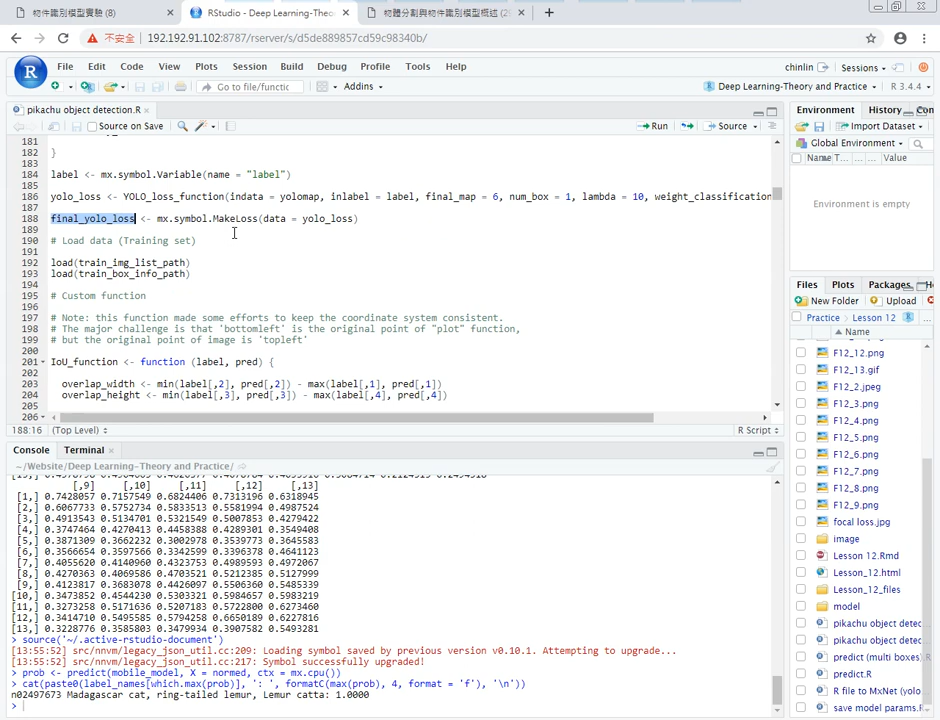 物件識別模型實驗 (8)
RStudio - Deep Learning-Theory
物體分割與物件識別模型概述 (25
不安全
192.192.91.102:8787/rserver/s/d5de889857cd59c98340b/
File Edit Code View Plots Session Build Debug Profile Tools Help
chinlin Sessions
Go to file/functic
Addins
Deep Learning-Theory and Practice
R 3.4.4
pikachu object detection.R
Source on Save
Run
Source
181
182 }
183
184 label <- mx.symbol.Variable(name = "label")
185
186 yolo_loss <- YOLO_loss_function(indata = yolomap, inlabel = label, final_map = 6, num_box = 1, lambda = 10, weight_classification
187
188 final_yolo_loss <- mx.symbol.MakeLoss(data = yolo_loss)
189
190 # Load data (Training set)
191
192 load(train_img_list_path)
193 load(train_box_info_path)
194
195 # Custom function
196
197 # Note: this function made some efforts to keep the coordinate system consistent.
198 # The major challenge is that 'bottomleft' is the original point of "plot" function,
199 # but the original point of image is 'topleft'
200
201 IoU_function <- function (label, pred) {
202
203 overlap_width <- min(label[,2], pred[,2]) - max(label[,1], pred[,1])
204 overlap_height <- min(label[,3], pred[,3]) - max(label[,4], pred[,4])
205
206
188:16 (Top Level)
R Script
Console Terminal
~/Website/Deep Learning-Theory and Practice/
[,9] [,10] [,11] [,12] [,13]
[1,] 0.7428057 0.7157549 0.6824406 0.7313196 0.6318945
[2,] 0.6067733 0.5752734 0.5833513 0.5581994 0.4987524
[3,] 0.4913543 0.5134701 0.5321549 0.5007853 0.4279422
[4,] 0.3747464 0.4270413 0.4458388 0.4289301 0.3549408
[5,] 0.3871309 0.3662232 0.3002978 0.3539773 0.3645583
[6,] 0.3566654 0.3597566 0.3342599 0.3396378 0.4641123
[7,] 0.4055620 0.4140960 0.4232753 0.4989593 0.4972067
[8,] 0.4270363 0.4069586 0.4703521 0.5212385 0.5127999
[9,] 0.4123817 0.3683078 0.4426097 0.5506360 0.5485339
[10,] 0.3473852 0.4544230 0.5303321 0.5984657 0.5983219
[11,] 0.3273258 0.5171636 0.5207183 0.5722800 0.6273460
[12,] 0.3414710 0.5495585 0.5794258 0.6650189 0.6227816
[13,] 0.3228776 0.3585803 0.3479934 0.3907582 0.5493281
> source('~/.active-rstudio-document')
[13:55:52] src/nnvm/legacy_json_util.cc:209: Loading symbol saved by previous version v0.10.1. Attempting to upgrade...
[13:55:52] src/nnvm/legacy_json_util.cc:217: Symbol successfully upgraded!
> prob <- predict(mobile_model, X = normed, ctx = mx.cpu())
> cat(paste0(label_names[which.max(prob)], ': ', formatC(max(prob), 4, format = 'f'), '\n'))
n02497673 Madagascar cat, ring-tailed lemur, Lemur catta: 1.0000
>
Environment History Con
Import Dataset
Global Environment
Name T... ... Value
Environment is empty
Files Plots Packages H
New Folder Upload
Practice Lesson 12 ...
Name
F12_12.png
F12_13.gif
F12_2.jpeg
F12_3.png
F12_4.png
F12_5.png
F12_6.png
F12_7.png
F12_8.png
F12_9.png
focal loss.jpg
image
Lesson 12.Rmd
Lesson_12.html
Lesson_12_files
model
pikachu object detec
pikachu object detec
predict (multi boxes).R
predict.R
R file to MxNet (yolo
save model params.R